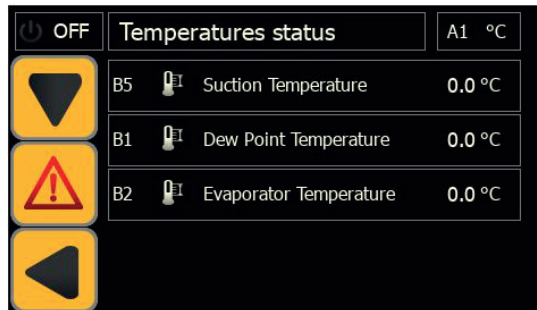 OFF Temperatures status A1 °C
B5 Suction Temperature 0.0 °C
B1 Dew Point Temperature 0.0 °C
B2 Evaporator Temperature 0.0 °C